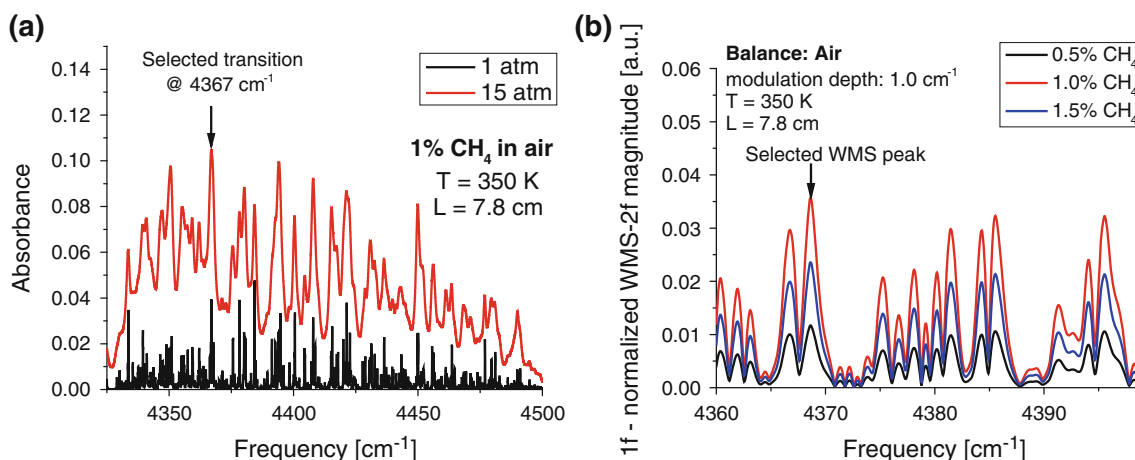 (a)
Absorbance
0.14
0.12
0.10
0.08
0.06
0.04
0.02
0.00
Selected transition
@ 4367 cm-1
1 atm
15 atm
1% CH4 in air
T = 350 K
L = 7.8 cm
4350
4400
4450
4500
Frequency [cm-1]
(b)
1f - normalized WMS-2f magnitude [a.u.]
0.06
0.05
0.04
0.03
0.02
0.01
0.00
Balance: Air
modulation depth: 1.0 cm-1
T = 350 K
L = 7.8 cm
Selected WMS peak
0.5% CH4
1.0% CH4
1.5% CH4
4360
4370
4380
4390
Frequency [cm-1]